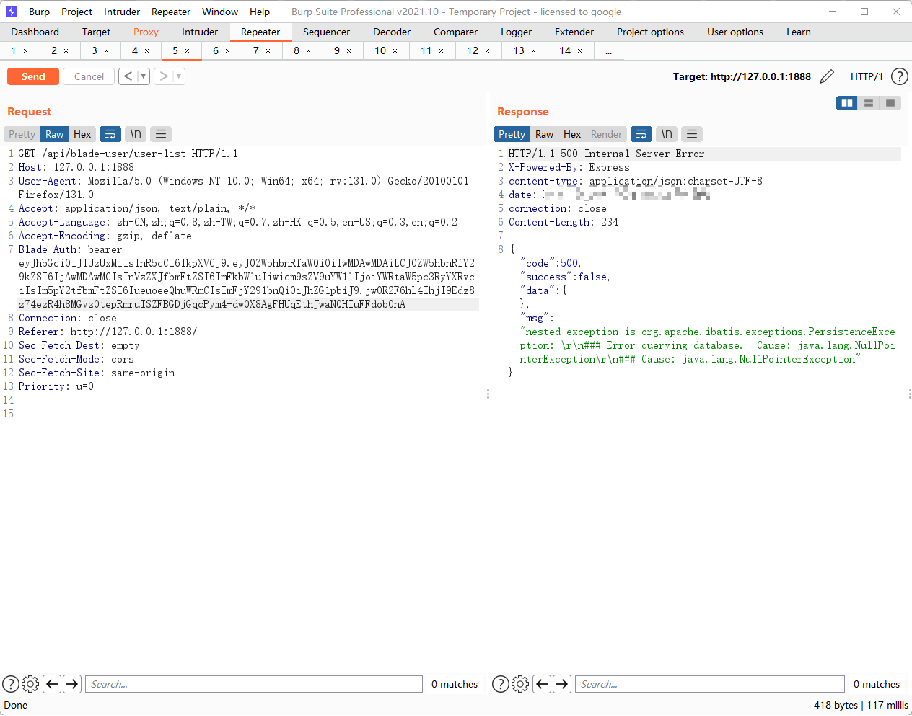 Burp Project Intruder Repeater Window Help Burp Suite Professional v2021.10 - Temporary Project - licensed to google
Dashboard Target Proxy Intruder Repeater Sequencer Decoder Comparer Logger Extender Project options User options Learn
1 × 2 × 3 × 4 × 5 × 6 × 7 × 8 × 9 × 10 × 11 × 12 × 13 × 14 × ...
Send Cancel < > Target: http://127.0.0.1:1888 HTTP/1 ?
Request
Pretty Raw Hex \n
1 GET /api/blade-user/user-list HTTP/1.1
2 Host: 127.0.0.1:1888
3 User-Agent: Mozilla/5.0 (Windows NT 10.0; Win64; x64; rv:131.0) Gecko/20100101
Firefox/131.0
4 Accept: application/json, text/plain, */*
5 Accept-Language: zh-CN,zh;q=0.8,zh-TW;q=0.7,zh-HK;q=0.5,en-US;q=0.3,en;q=0.2
6 Accept-Encoding: gzip, deflate
7 Blade-Auth: bearer
8 Connection: close
9 Referer: http://127.0.0.1:1888/
10 Sec-Fetch-Dest: empty
11 Sec-Fetch-Mode: cors
12 Sec-Fetch-Site: same-origin
13 Priority: u=0
14
15
Response
Pretty Raw Hex Render \n
1 HTTP/1.1 500 Internal Server Error
2 X-Powered-By: Express
3 content-type: application/json;charset=UTF-8
4 date:
5 connection: close
6 Content-Length: 234
7
8 {
"code":500,
"success":false,
"data":{
},
"msg":
"nested exception is org.apache.ibatis.exceptions.PersistenceExce
ption: \r\n### Error querying database.  Cause: java.lang.NullPoi
nterException\r\n### Cause: java.lang.NullPointerException"
}
? Search... 0 matches
? Search... 0 matches
Done 418 bytes | 117 millis